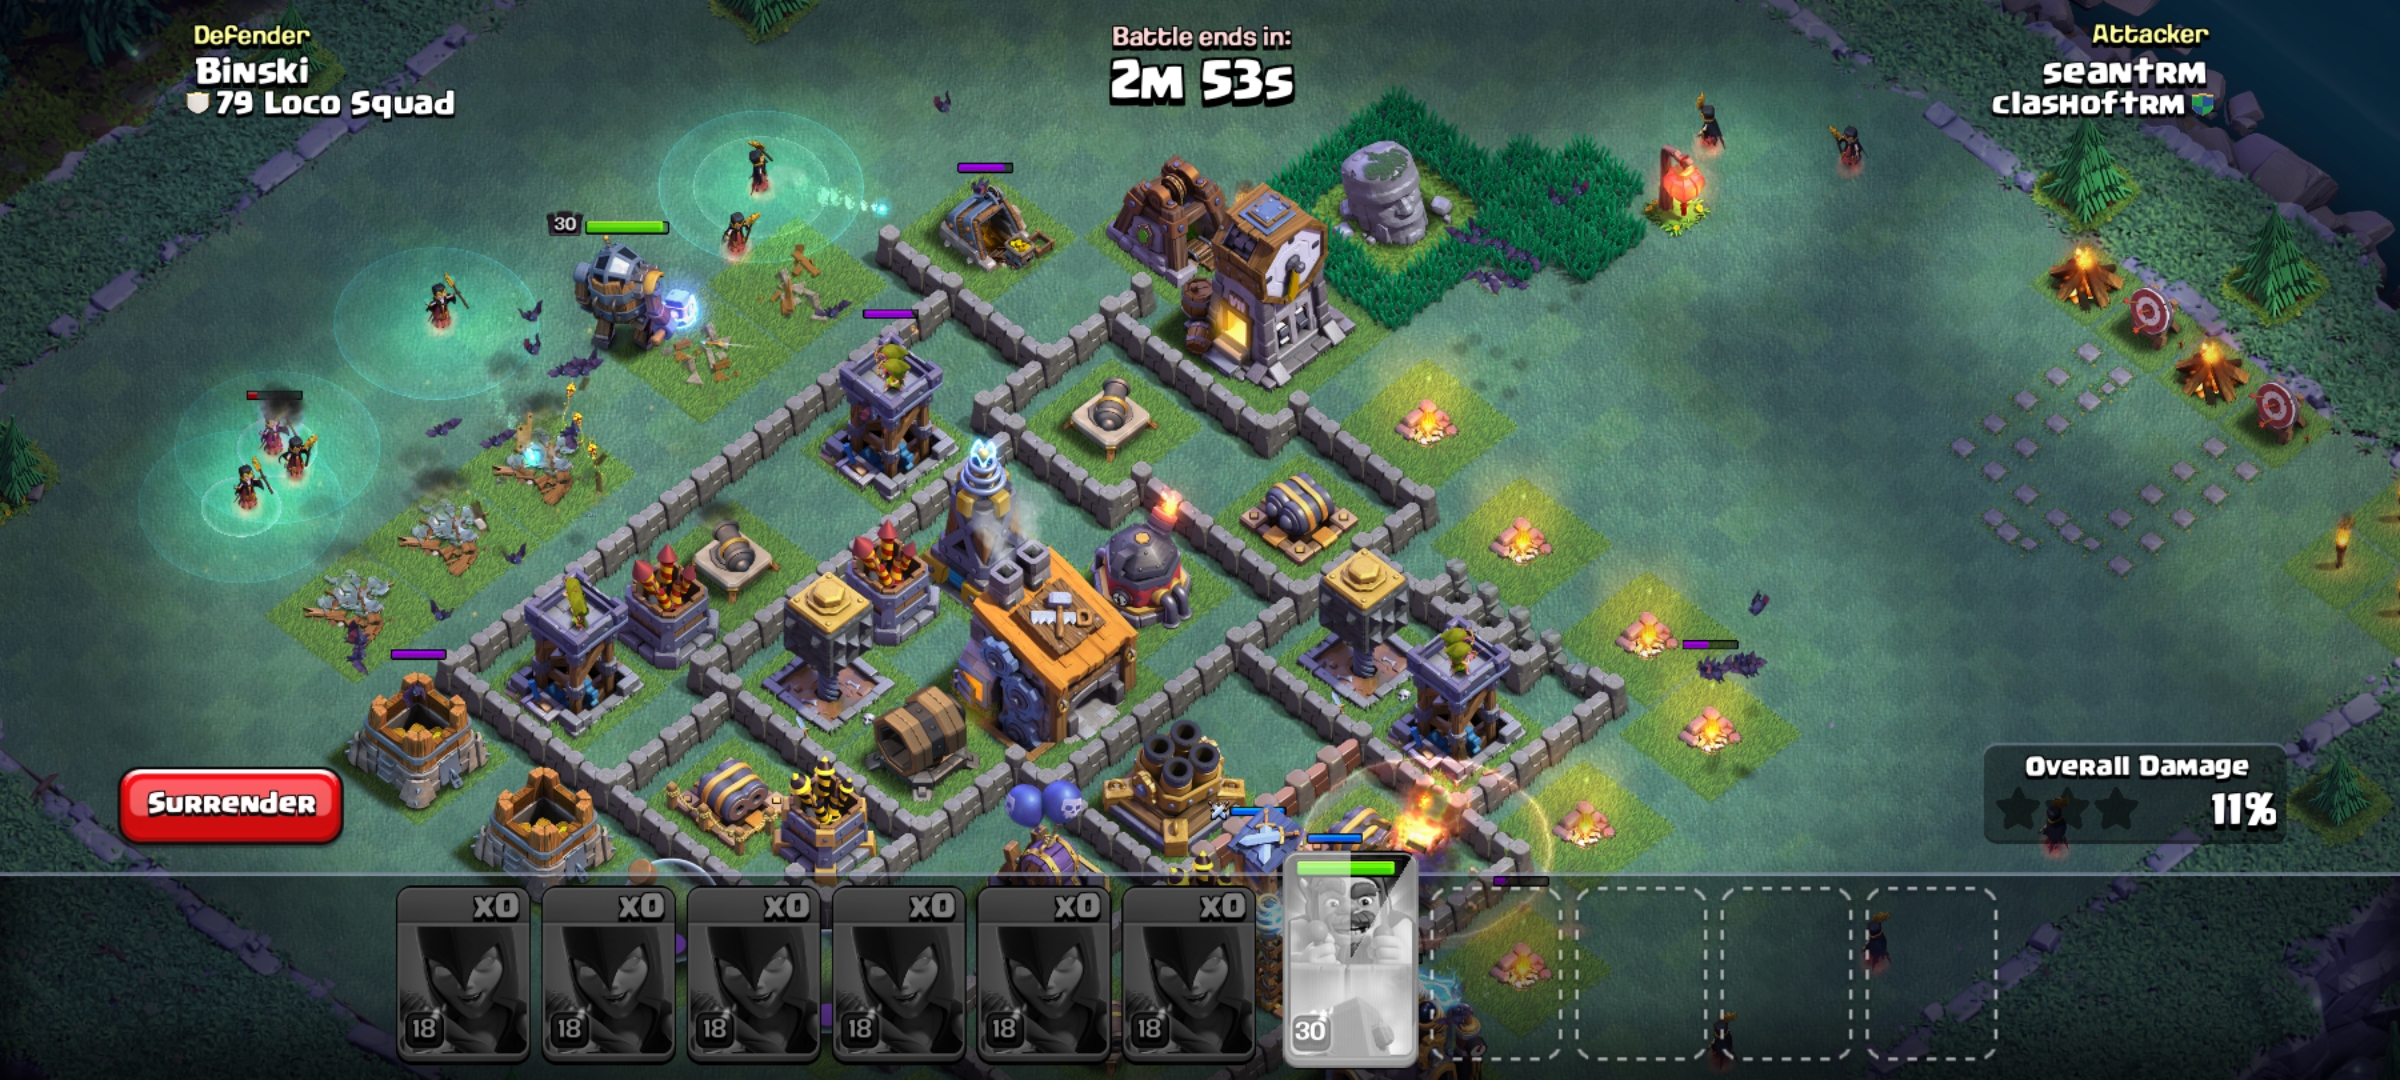 Defender
Binski
79 Loco Squad
Battle ends in:
2M 53s
Attacker
seantRM
clashoftRM
30
Surrender
Overall Damage
11%
x0
x0
x0
x0
x0
x0
18
18
18
18
18
18
30